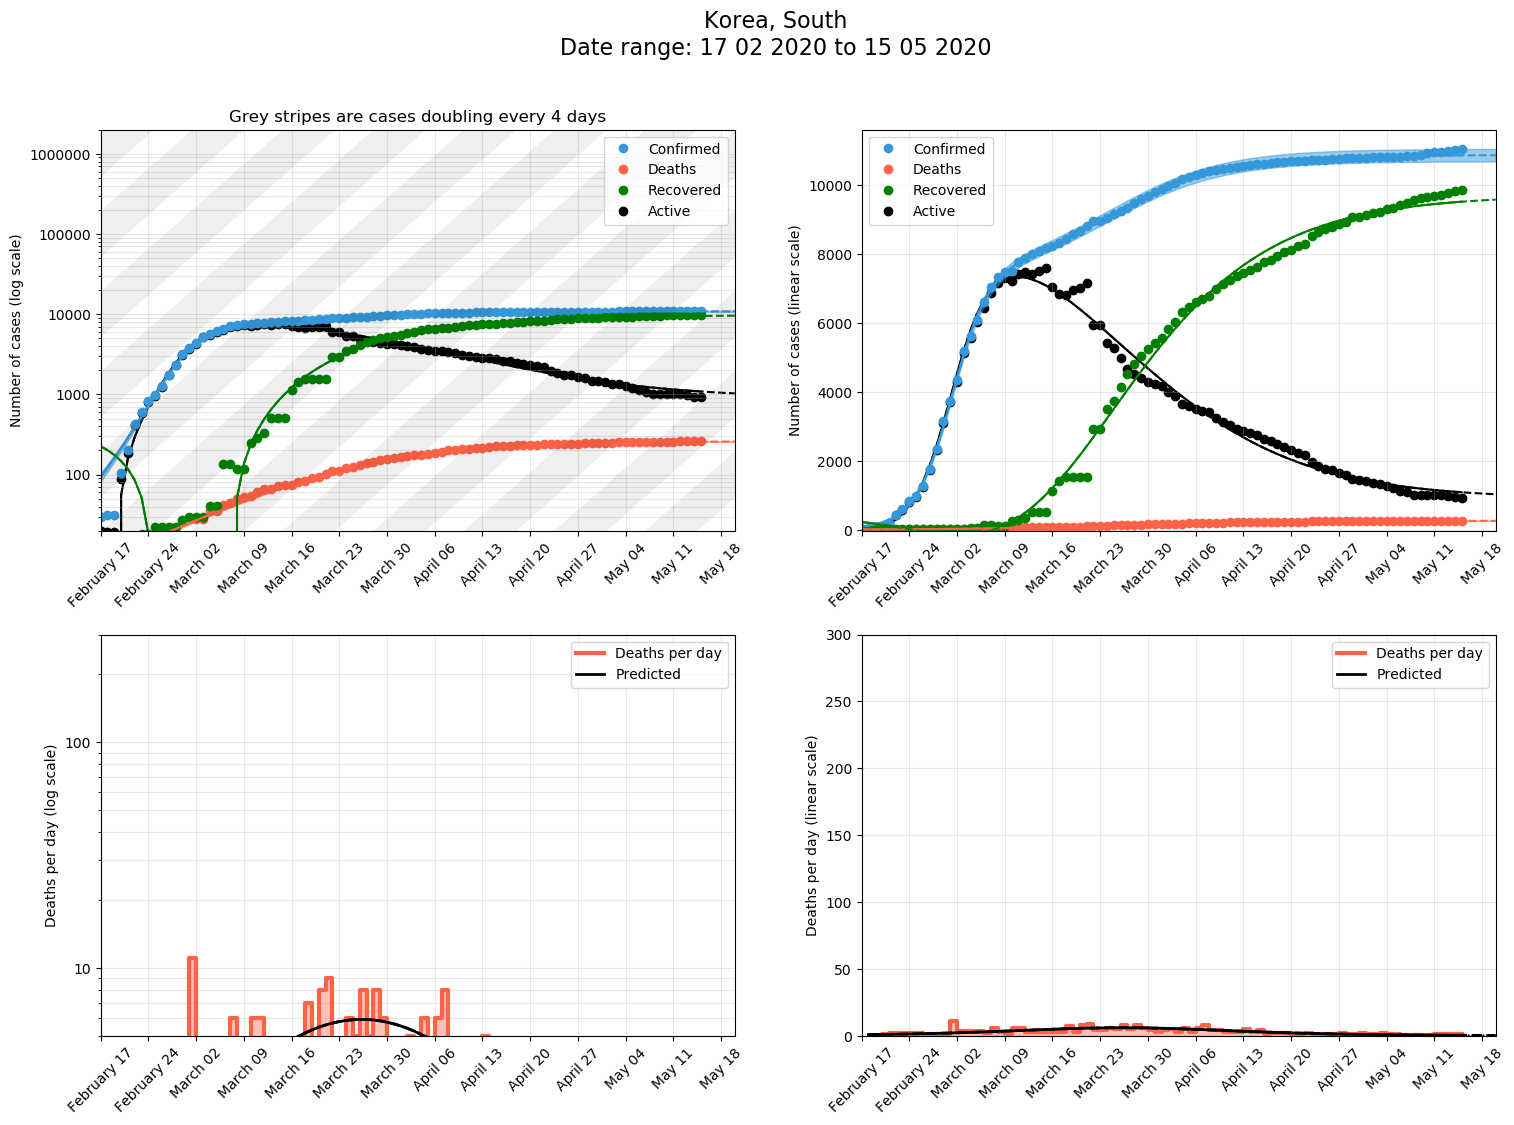 Korea, South
Date range: 17 02 2020 to 15 05 2020
Grey stripes are cases doubling every 4 days
Number of cases (log scale)
1000000
100000
10000
1000
100
Confirmed
Deaths
Recovered
Active
February 17
February 24
March 02
March 09
March 16
March 23
March 30
April 06
April 13
April 20
April 27
May 04
May 11
May 18
Number of cases (linear scale)
10000
8000
6000
4000
2000
0
Confirmed
Deaths
Recovered
Active
February 17
February 24
March 02
March 09
March 16
March 23
March 30
April 06
April 13
April 20
April 27
May 04
May 11
May 18
Deaths per day (log scale)
100
10
Deaths per day
Predicted
February 17
February 24
March 02
March 09
March 16
March 23
March 30
April 06
April 13
April 20
April 27
May 04
May 11
May 18
Deaths per day (linear scale)
300
250
200
150
100
50
0
Deaths per day
Predicted
February 17
February 24
March 02
March 09
March 16
March 23
March 30
April 06
April 13
April 20
April 27
May 04
May 11
May 18